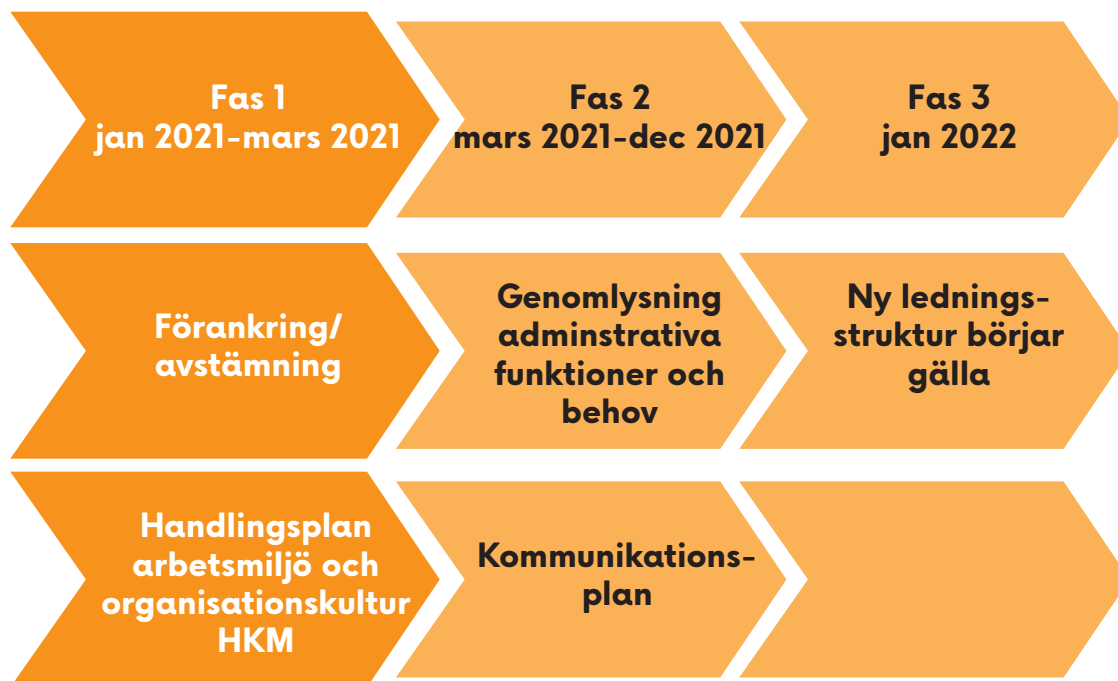 Fas 1
jan 2021-mars 2021
Fas 2
mars 2021-dec 2021
Fas 3
jan 2022
Förankring/
avstämning
Genomlysning
adminstrativa
funktioner och
behov
Ny lednings-
struktur börjar
gälla
Handlingsplan
arbetsmiljö och
organisationskultur
HKM
Kommunikations-
plan